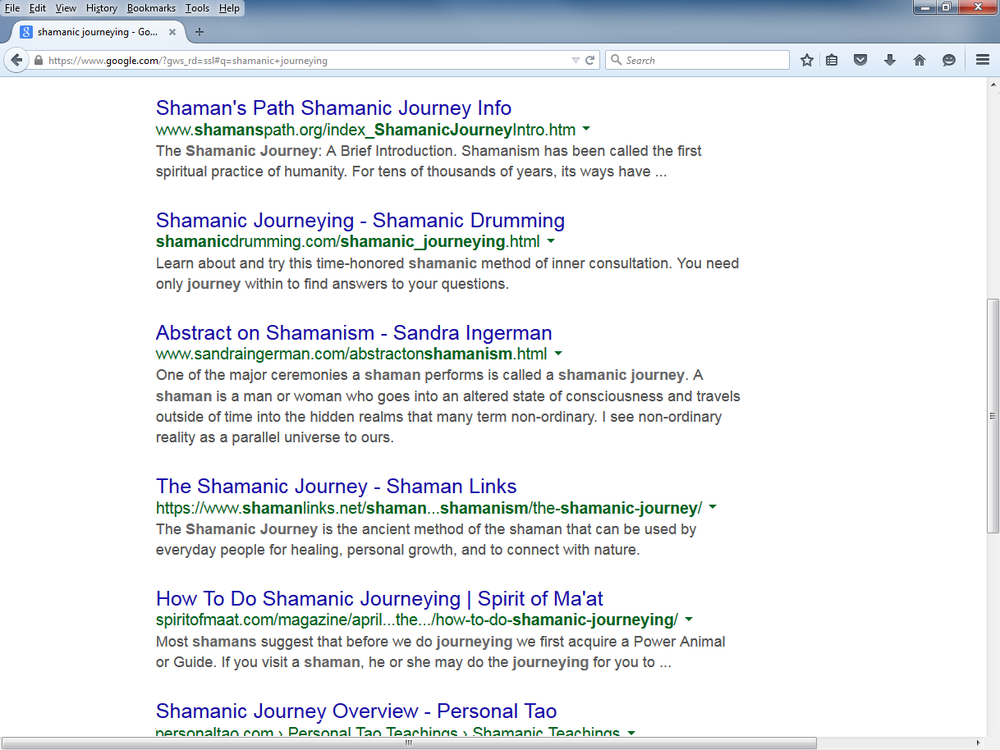 File Edit View History Bookmarks Tools Help
shamanic journeying - Go...
https://www.google.com/?gws_rd=ssl#q=shamanic+journeying
Search
Shaman's Path Shamanic Journey Info
www.shamanspath.org/index_ShamanicJourneyIntro.htm
The Shamanic Journey: A Brief Introduction. Shamanism has been called the first
spiritual practice of humanity. For tens of thousands of years, its ways have ...
Shamanic Journeying - Shamanic Drumming
shamanicdrumming.com/shamanic_journeying.html
Learn about and try this time-honored shamanic method of inner consultation. You need
only journey within to find answers to your questions.
Abstract on Shamanism - Sandra Ingerman
www.sandraingerman.com/abstractonshamanism.html
One of the major ceremonies a shaman performs is called a shamanic journey. A
shaman is a man or woman who goes into an altered state of consciousness and travels
outside of time into the hidden realms that many term non-ordinary. I see non-ordinary
reality as a parallel universe to ours.
The Shamanic Journey - Shaman Links
https://www.shamanlinks.net/shaman...shamanism/the-shamanic-journey/
The Shamanic Journey is the ancient method of the shaman that can be used by
everyday people for healing, personal growth, and to connect with nature.
How To Do Shamanic Journeying | Spirit of Ma'at
spiritofmaat.com/magazine/april...the.../how-to-do-shamanic-journeying/
Most shamans suggest that before we do journeying we first acquire a Power Animal
or Guide. If you visit a shaman, he or she may do the journeying for you to ...
Shamanic Journey Overview - Personal Tao
personaltao.com › Personal Tao Teachings › Shamanic Teachings